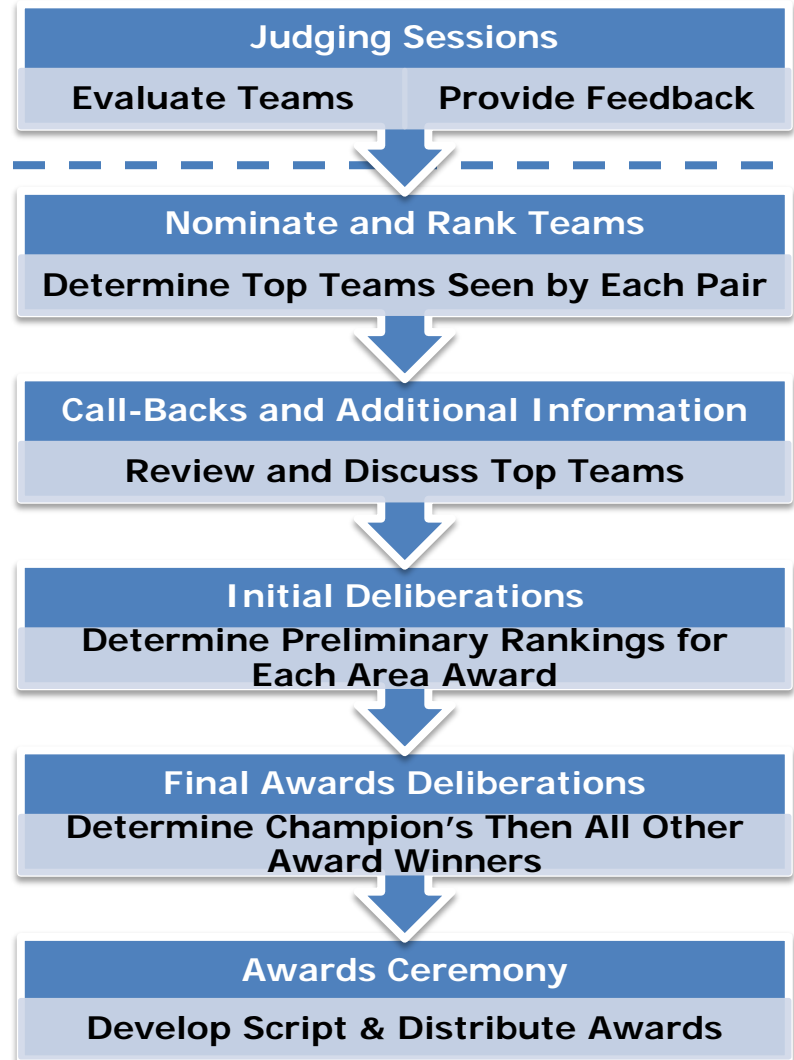 Judging Sessions
Evaluate Teams Provide Feedback
Nominate and Rank Teams
Determine Top Teams Seen by Each Pair
Call-Backs and Additional Information
Review and Discuss Top Teams
Initial Deliberations
Determine Preliminary Rankings for
Each Area Award
Final Awards Deliberations
Determine Champion's Then All Other
Award Winners
Awards Ceremony
Develop Script & Distribute Awards